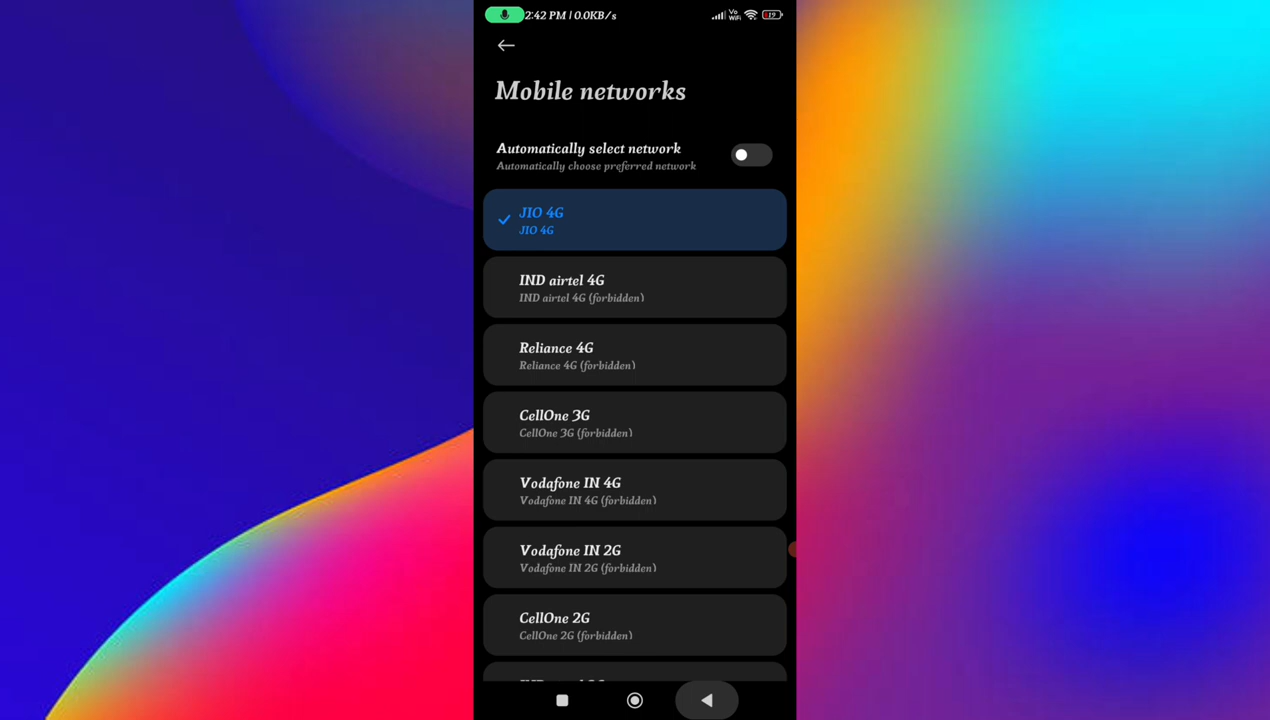 2:42 PM | 0.0KB/s Vo WiFi 19
Mobile networks
Automatically select network
Automatically choose preferred network
JIO 4G
JIO 4G
IND airtel 4G
IND airtel 4G (forbidden)
Reliance 4G
Reliance 4G (forbidden)
CellOne 3G
CellOne 3G (forbidden)
Vodafone IN 4G
Vodafone IN 4G (forbidden)
Vodafone IN 2G
Vodafone IN 2G (forbidden)
CellOne 2G
CellOne 2G (forbidden)